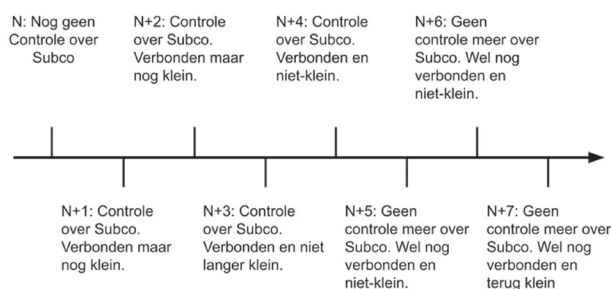 N: Nog geen
Controle over
Subco
N+2: Controle
over Subco.
Verbonden maar
nog klein.
N+4: Controle
over Subco.
Verbonden en
niet-klein.
N+6: Geen
controle meer over
Subco. Wel nog
verbonden en
niet-klein.
N+1: Controle
over Subco.
Verbonden maar
nog klein.
N+3: Controle
over Subco.
Verbonden en niet
langer klein.
N+5: Geen
controle meer over
Subco. Wel nog
verbonden en
niet-klein.
N+7: Geen
controle meer over
Subco. Wel nog
verbonden en
terug klein